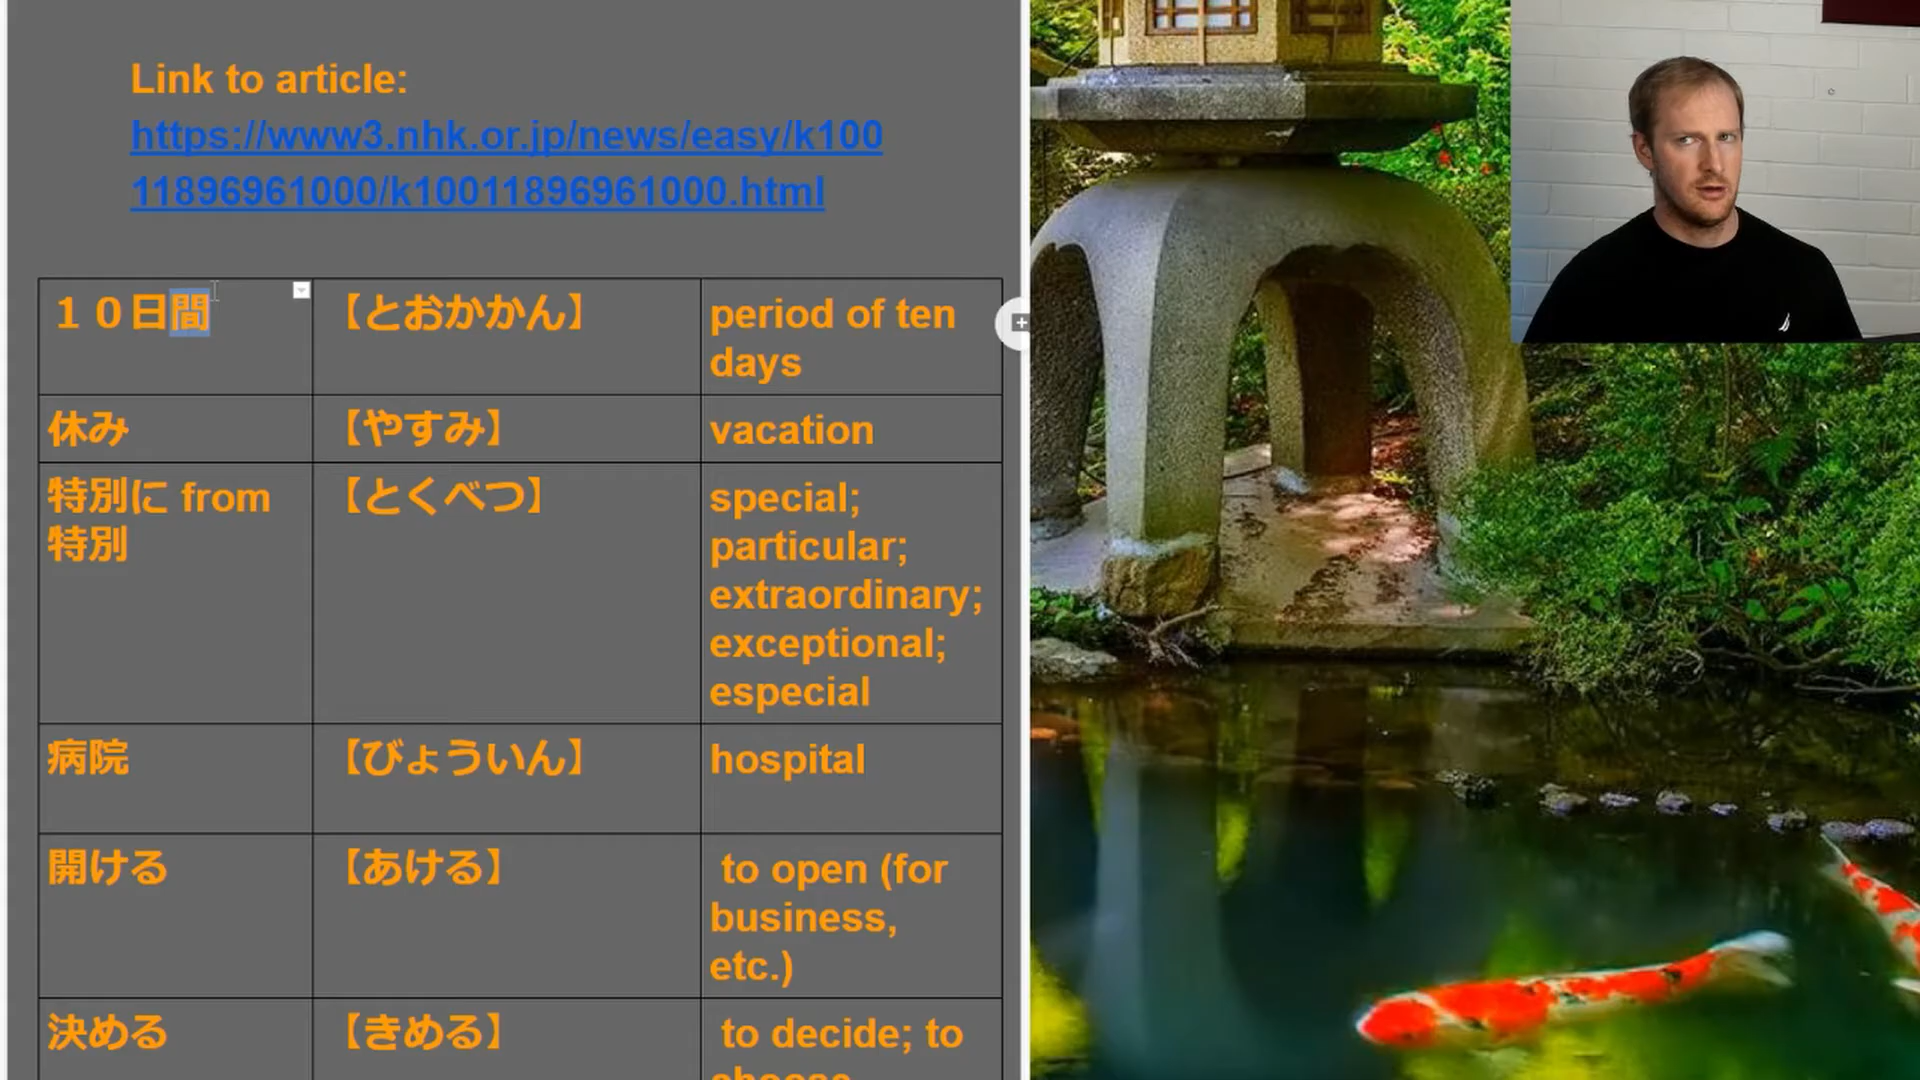 Link to article:
https://www3.nhk.or.jp/news/easy/k100
11896961000/k10011896961000.html
１０日間 【とおかかん】 period of ten
days
休み 【やすみ】 vacation
特別に from 【とくべつ】 special;
特別 particular;
extraordinary;
exceptional;
especial
病院 【びょういん】 hospital
開ける 【あける】 to open (for
business,
etc.)
決める 【きめる】 to decide; to